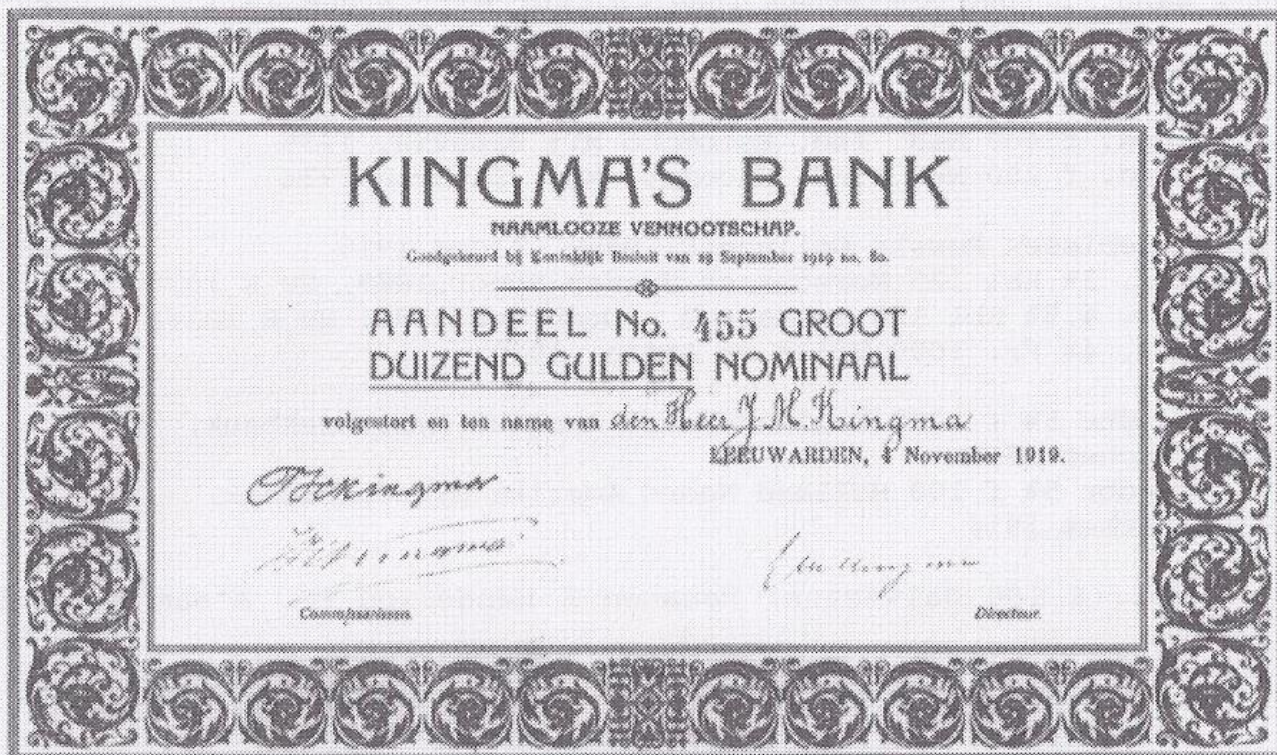 KINGMA'S BANK
NAAMLOOZE VENNOOTSCHAP.
Goedgekeurd bij Koninklijk Besluit van 29 September 1919 no. 80.
AANDEEL No. 455 GROOT
DUIZEND GULDEN NOMINAAL
volgestort en ten name van den Heer J. M. Kingma
LEEUWARDEN, 4 November 1919.
Kingma
Commissarissen
Directeur.